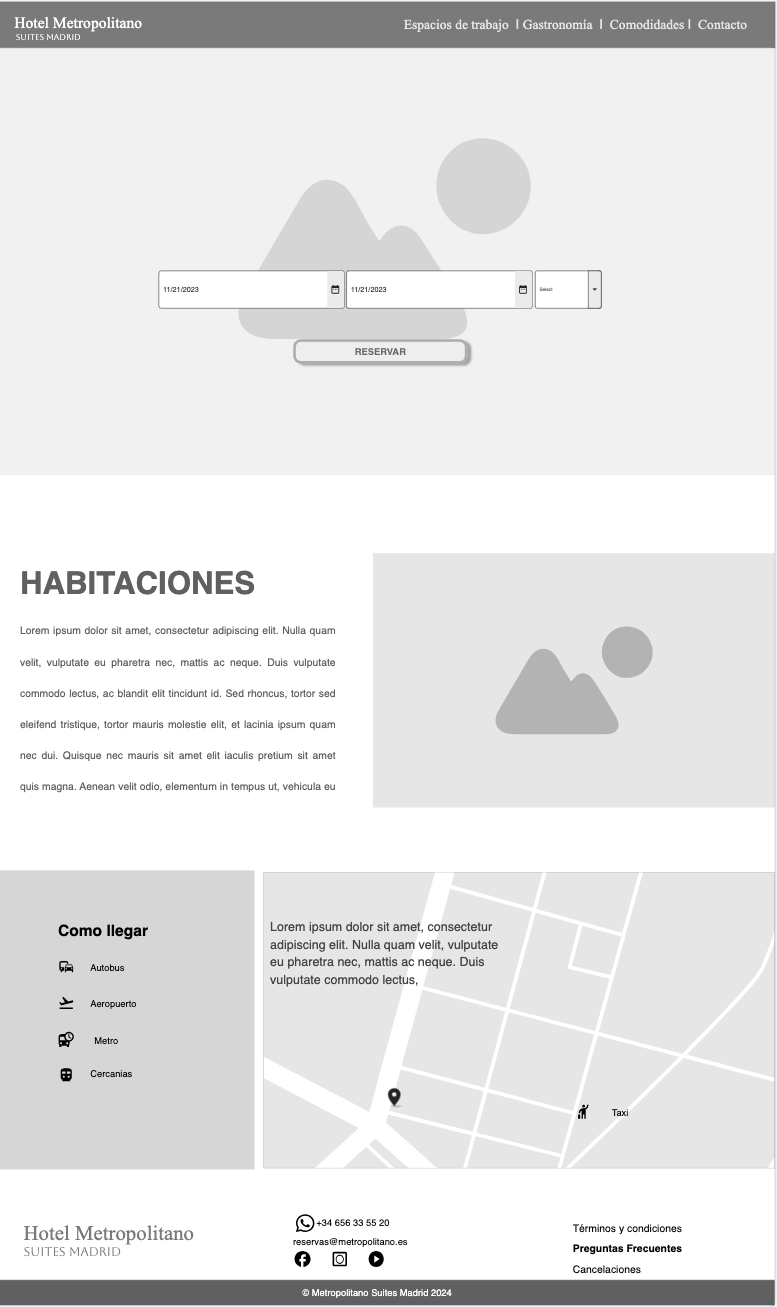 Hotel Metropolitano
SUITES MADRID
Espacios de trabajo | Gastronomía | Comodidades | Contacto
11/21/2023
11/21/2023
Select
RESERVAR
HABITACIONES
Lorem ipsum dolor sit amet, consectetur adipiscing elit. Nulla quam
velit, vulputate eu pharetra nec, mattis ac neque. Duis vulputate
commodo lectus, ac blandit elit tincidunt id. Sed rhoncus, tortor sed
eleifend tristique, tortor mauris molestie elit, et lacinia ipsum quam
nec dui. Quisque nec mauris sit amet elit iaculis pretium sit amet
quis magna. Aenean velit odio, elementum in tempus ut, vehicula eu
Como llegar
Autobus
Aeropuerto
Metro
Cercanias
Lorem ipsum dolor sit amet, consectetur
adipiscing elit. Nulla quam velit, vulputate
eu pharetra nec, mattis ac neque. Duis
vulputate commodo lectus,
Taxi
Hotel Metropolitano
SUITES MADRID
+34 656 33 55 20
reservas@metropolitano.es
Términos y condiciones
Preguntas Frecuentes
Cancelaciones
© Metropolitano Suites Madrid 2024